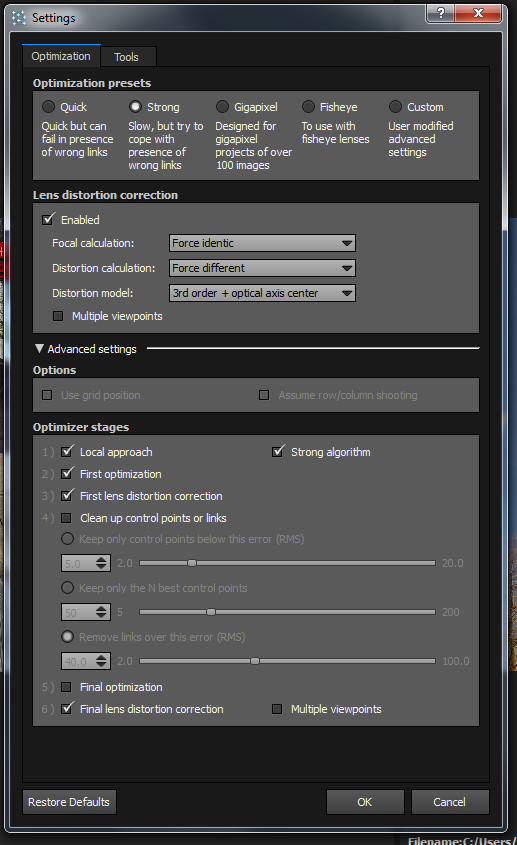 Settings
?
Optimization Tools
Optimization presets
Quick Strong Gigapixel Fisheye Custom
Quick but can Slow, but try to Designed for To use with User modified
fail in presence cope with gigapixel fisheye lenses advanced
of wrong links presence of projects of over settings
wrong links 100 images
Lens distortion correction
Enabled
Focal calculation: Force identic
Distortion calculation: Force different
Distortion model: 3rd order + optical axis center
Multiple viewpoints
Advanced settings
Options
Use grid position Assume row/column shooting
Optimizer stages
1 ) Local approach Strong algorithm
2 ) First optimization
3 ) First lens distortion correction
4 ) Clean up control points or links
Keep only control points below this error (RMS)
5.0 2.0 20.0
Keep only the N best control points
50 5 200
Remove links over this error (RMS)
40.0 2.0 100.0
5 ) Final optimization
6 ) Final lens distortion correction Multiple viewpoints
Restore Defaults OK Cancel
Filename:C:/Users/